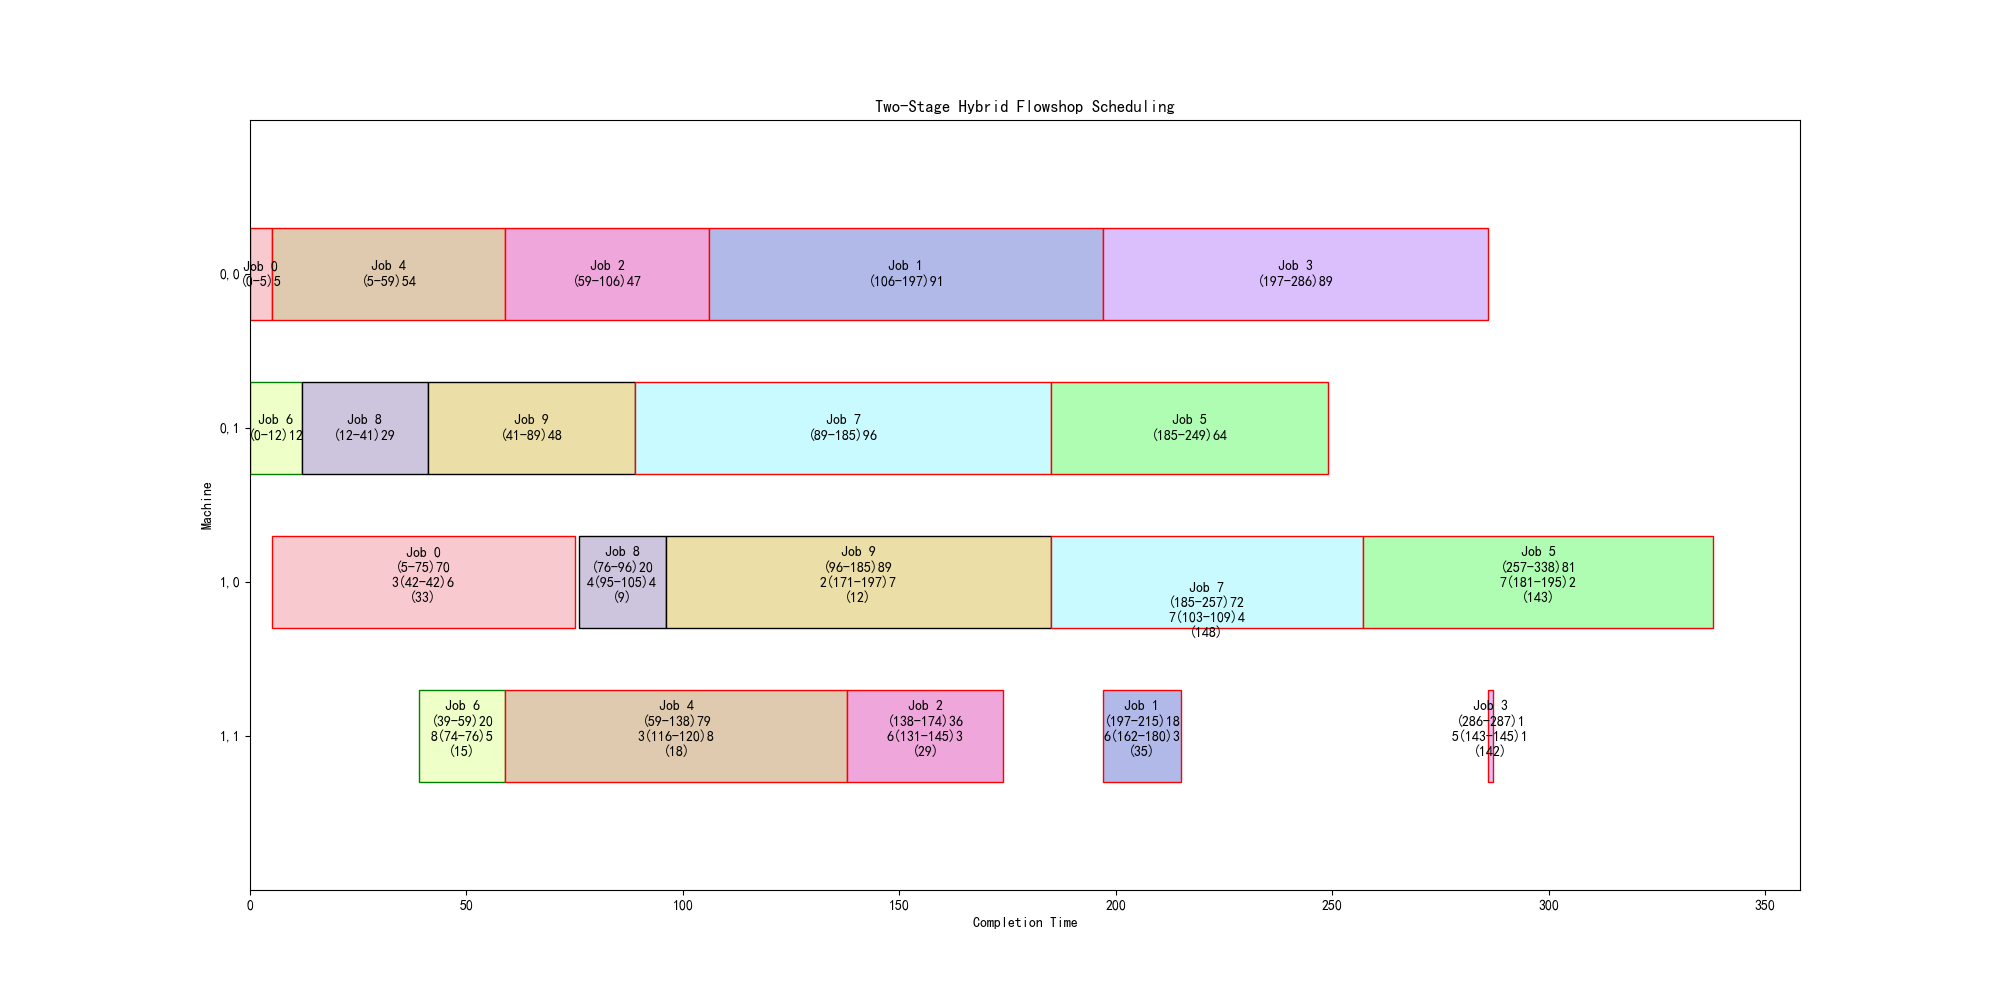 Two-Stage Hybrid Flowshop Scheduling
Machine
0,0
Job 0
(0-5)5
Job 4
(5-59)54
Job 2
(59-106)47
Job 1
(106-197)91
Job 3
(197-286)89
0,1
Job 6
(0-12)12
Job 8
(12-41)29
Job 9
(41-89)48
Job 7
(89-185)96
Job 5
(185-249)64
1,0
Job 0
(5-75)70
3(42-42)6
(33)
Job 8
(76-96)20
4(95-105)4
(9)
Job 9
(96-185)89
2(171-197)7
(12)
Job 7
(185-257)72
7(103-109)4
(148)
Job 5
(257-338)81
7(181-195)2
(143)
1,1
Job 6
(39-59)20
8(74-76)5
(15)
Job 4
(59-138)79
3(116-120)8
(18)
Job 2
(138-174)36
6(131-145)3
(29)
Job 1
(197-215)18
6(162-180)3
(35)
Job 3
(286-287)1
5(143-145)1
(142)
0 50 100 150 200 250 300 350
Completion Time